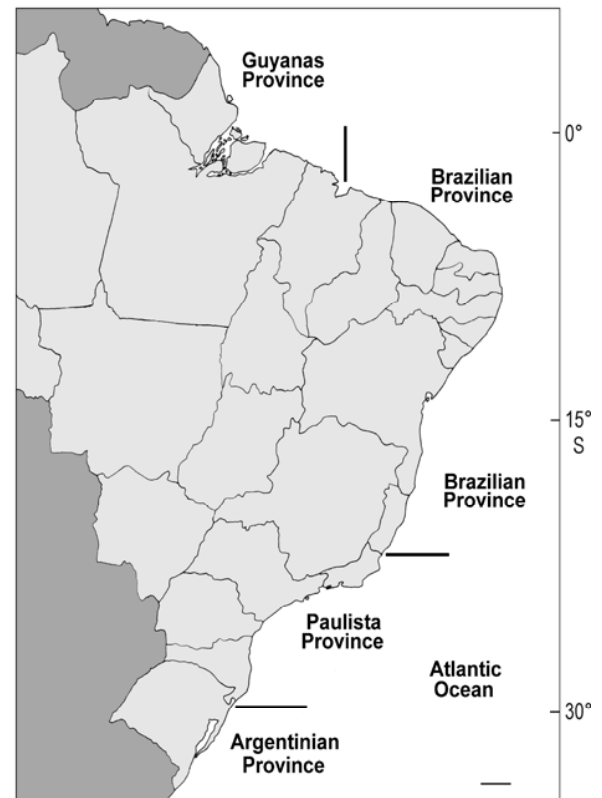 Guyanas
Province
0°
Brazilian
Province
15°
S
Brazilian
Province
Paulista
Province
Atlantic
Ocean
30°
Argentinian
Province